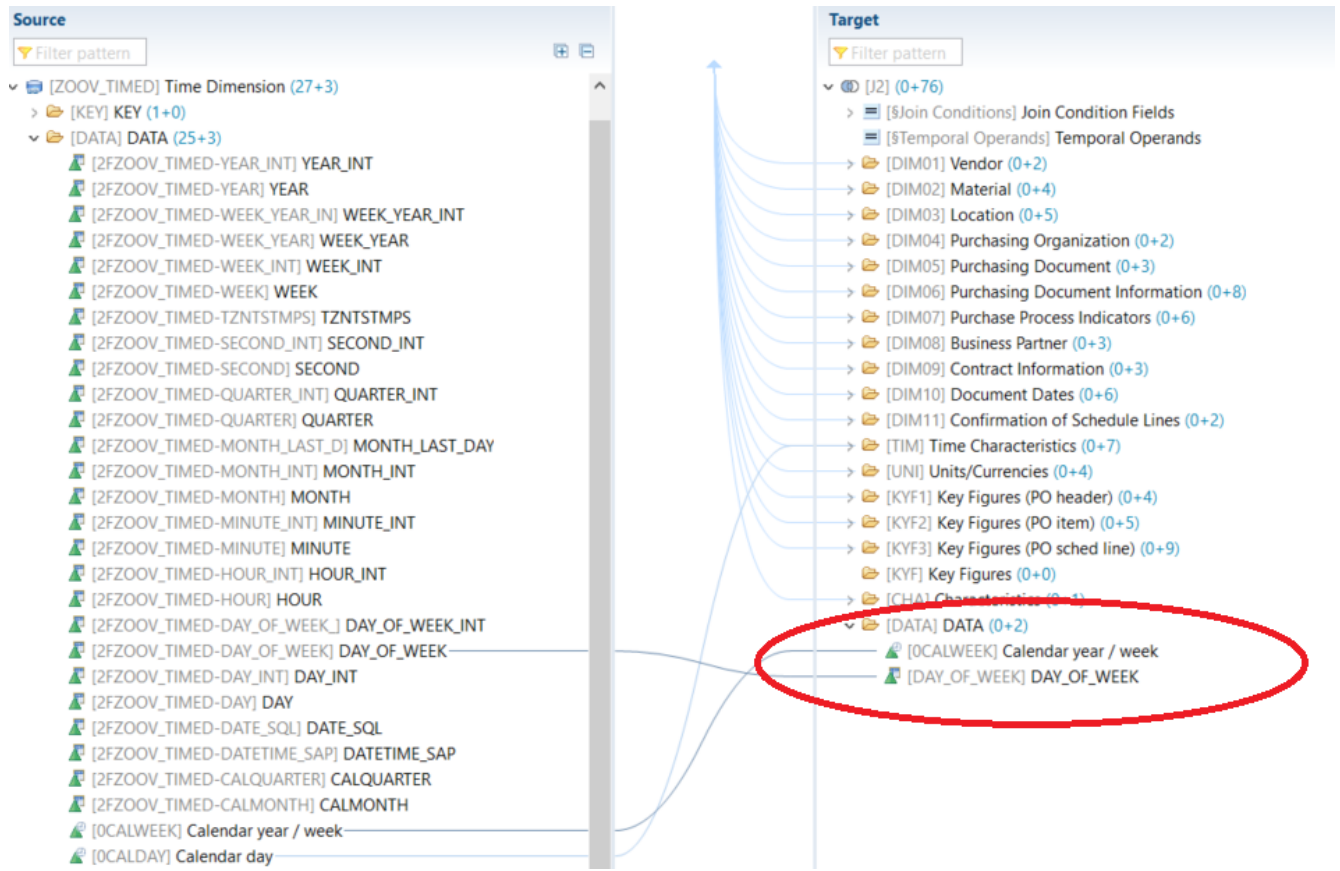 Source
Filter pattern
[ZOOV_TIMED] Time Dimension (27+3)
[KEY] KEY (1+0)
[DATA] DATA (25+3)
[2FZOOV_TIMED-YEAR_INT] YEAR_INT
[2FZOOV_TIMED-YEAR] YEAR
[2FZOOV_TIMED-WEEK_YEAR_IN] WEEK_YEAR_INT
[2FZOOV_TIMED-WEEK_YEAR] WEEK_YEAR
[2FZOOV_TIMED-WEEK_INT] WEEK_INT
[2FZOOV_TIMED-WEEK] WEEK
[2FZOOV_TIMED-TZNTSTMPS] TZNTSTMPS
[2FZOOV_TIMED-SECOND_INT] SECOND_INT
[2FZOOV_TIMED-SECOND] SECOND
[2FZOOV_TIMED-QUARTER_INT] QUARTER_INT
[2FZOOV_TIMED-QUARTER] QUARTER
[2FZOOV_TIMED-MONTH_LAST_D] MONTH_LAST_DAY
[2FZOOV_TIMED-MONTH_INT] MONTH_INT
[2FZOOV_TIMED-MONTH] MONTH
[2FZOOV_TIMED-MINUTE_INT] MINUTE_INT
[2FZOOV_TIMED-MINUTE] MINUTE
[2FZOOV_TIMED-HOUR_INT] HOUR_INT
[2FZOOV_TIMED-HOUR] HOUR
[2FZOOV_TIMED-DAY_OF_WEEK_] DAY_OF_WEEK_INT
[2FZOOV_TIMED-DAY_OF_WEEK] DAY_OF_WEEK
[2FZOOV_TIMED-DAY_INT] DAY_INT
[2FZOOV_TIMED-DAY] DAY
[2FZOOV_TIMED-DATE_SQL] DATE_SQL
[2FZOOV_TIMED-DATETIME_SAP] DATETIME_SAP
[2FZOOV_TIMED-CALQUARTER] CALQUARTER
[2FZOOV_TIMED-CALMONTH] CALMONTH
[0CALWEEK] Calendar year / week
[0CALDAY] Calendar day
Target
Filter pattern
[J2] (0+76)
[§Join Conditions] Join Condition Fields
[§Temporal Operands] Temporal Operands
[DIM01] Vendor (0+2)
[DIM02] Material (0+4)
[DIM03] Location (0+5)
[DIM04] Purchasing Organization (0+2)
[DIM05] Purchasing Document (0+3)
[DIM06] Purchasing Document Information (0+8)
[DIM07] Purchase Process Indicators (0+6)
[DIM08] Business Partner (0+3)
[DIM09] Contract Information (0+3)
[DIM10] Document Dates (0+6)
[DIM11] Confirmation of Schedule Lines (0+2)
[TIM] Time Characteristics (0+7)
[UNI] Units/Currencies (0+4)
[KYF1] Key Figures (PO header) (0+4)
[KYF2] Key Figures (PO item) (0+5)
[KYF3] Key Figures (PO sched line) (0+9)
[KYF] Key Figures (0+0)
[CHA] Characteristics (0+1)
[DATA] DATA (0+2)
[0CALWEEK] Calendar year / week
[DAY_OF_WEEK] DAY_OF_WEEK